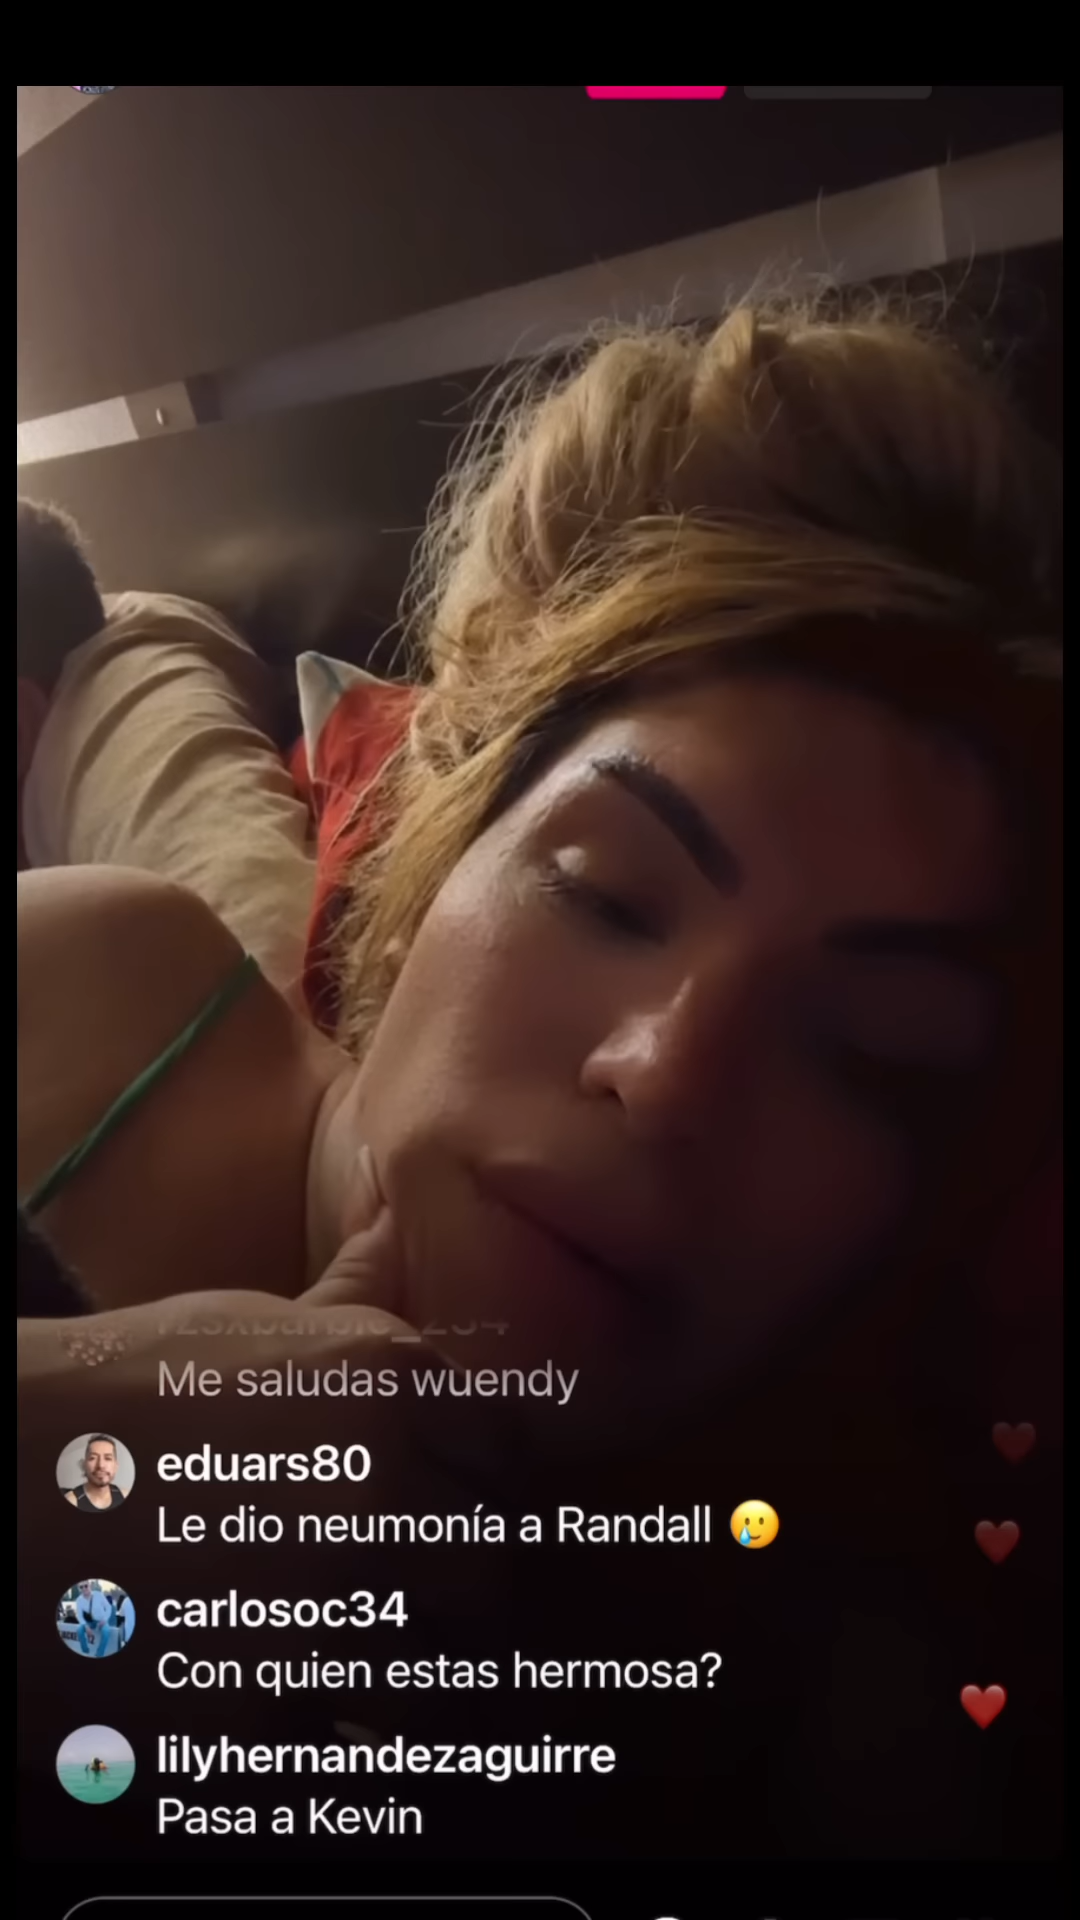 Me saludas wuendy
eduars80
Le dio neumonía a Randall 🥲
carlosoc34
Con quien estas hermosa?
lilyhernandezaguirre
Pasa a Kevin